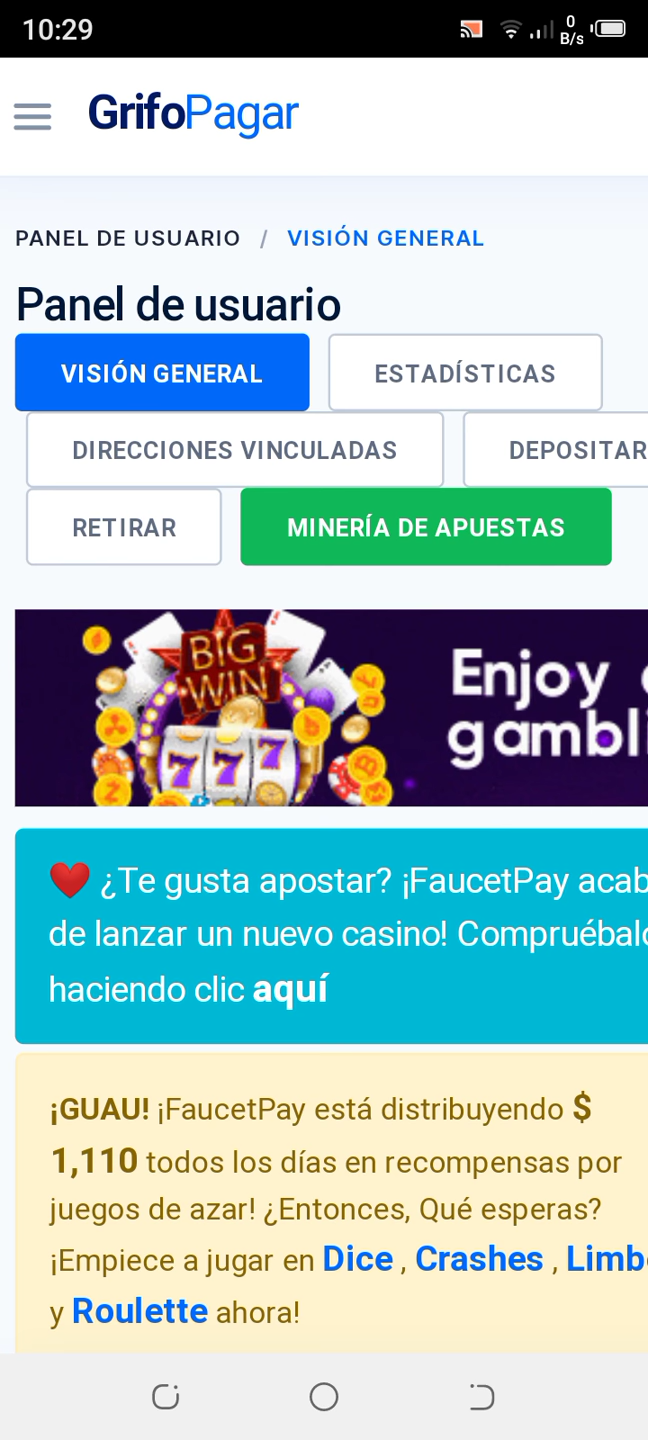 10:29
0
B/s
GrifoPagar
PANEL DE USUARIO / VISIÓN GENERAL
Panel de usuario
VISIÓN GENERAL
ESTADÍSTICAS
DIRECCIONES VINCULADAS
DEPOSITAR
RETIRAR
MINERÍA DE APUESTAS
BIG
WIN
777
Enjoy
gambli
❤️ ¿Te gusta apostar? ¡FaucetPay acab
de lanzar un nuevo casino! Compruébalo
haciendo clic aquí
¡GUAU! ¡FaucetPay está distribuyendo $
1,110 todos los días en recompensas por
juegos de azar! ¿Entonces, Qué esperas?
¡Empiece a jugar en Dice , Crashes , Limb
y Roulette ahora!